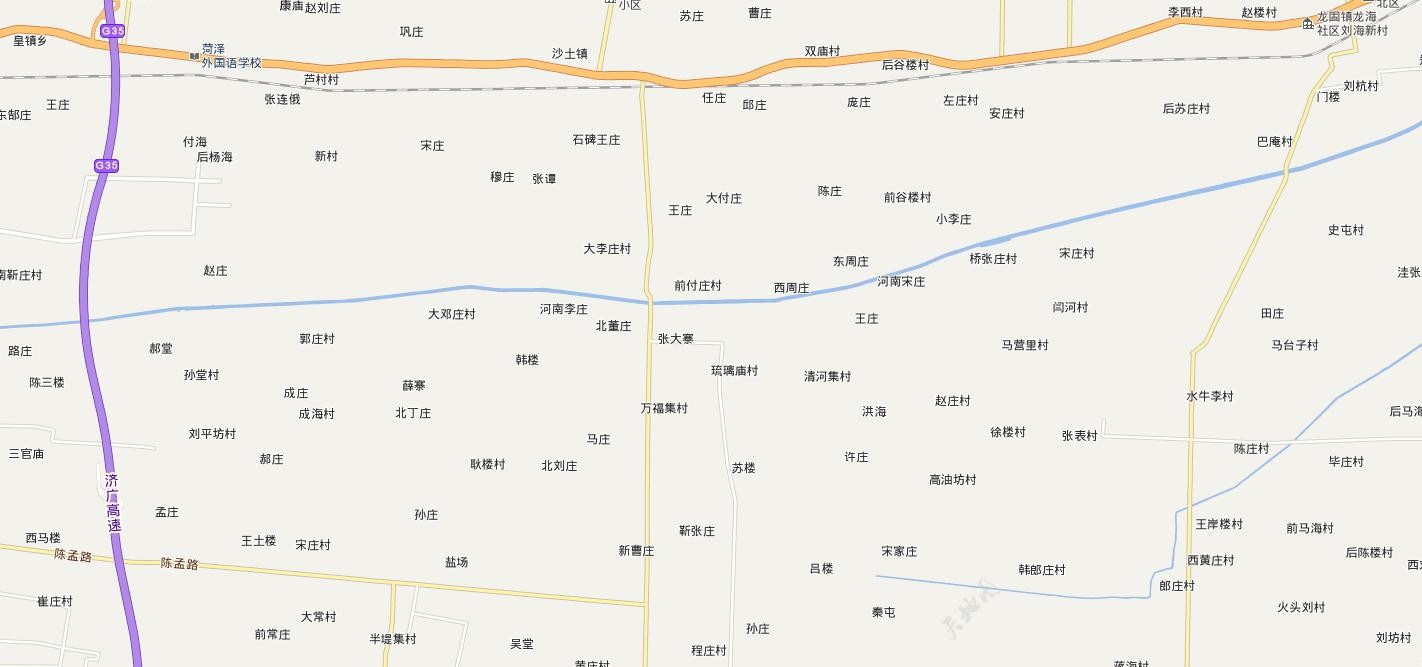 康庙
赵刘庄
小区
苏庄
曹庄
李西村
赵楼村
北区
龙固镇龙海
社区刘海新村
G35
皇镇乡
巩庄
菏泽
外国语学校
沙土镇
双庙村
后谷楼村
芦村村
张连俄
王庄
东郜庄
任庄
邱庄
庞庄
左庄村
安庄村
后苏庄村
门楼
刘杭村
巴庵村
付海
后杨海
G35
新村
宋庄
石碑王庄
穆庄
张谭
大付庄
王庄
陈庄
前谷楼村
小李庄
史屯村
大李庄村
东周庄
桥张庄村
宋庄村
洼张
南靳庄村
赵庄
前付庄村
西周庄
河南宋庄
大邓庄村
河南李庄
北董庄
王庄
闫河村
田庄
路庄
郝堂
郭庄村
张大寨
马营里村
马台子村
韩楼
陈三楼
孙堂村
琉璃庙村
清河集村
成庄
薛寨
成海村
北丁庄
万福集村
洪海
赵庄村
水牛李村
后马海
刘平坊村
马庄
徐楼村
张表村
三官庙
郝庄
耿楼村
北刘庄
苏楼
许庄
高油坊村
陈庄村
毕庄村
济广高速
孟庄
孙庄
靳张庄
王岸楼村
前马海村
西马楼
王土楼
宋庄村
新曹庄
宋家庄
后陈楼村
陈孟路
陈孟路
盐场
吕楼
韩郎庄村
西黄庄村
郎庄村
崔庄村
大常村
秦屯
火头刘村
前常庄
半堤集村
吴堂
孙庄
刘坊村
程庄村
天地图